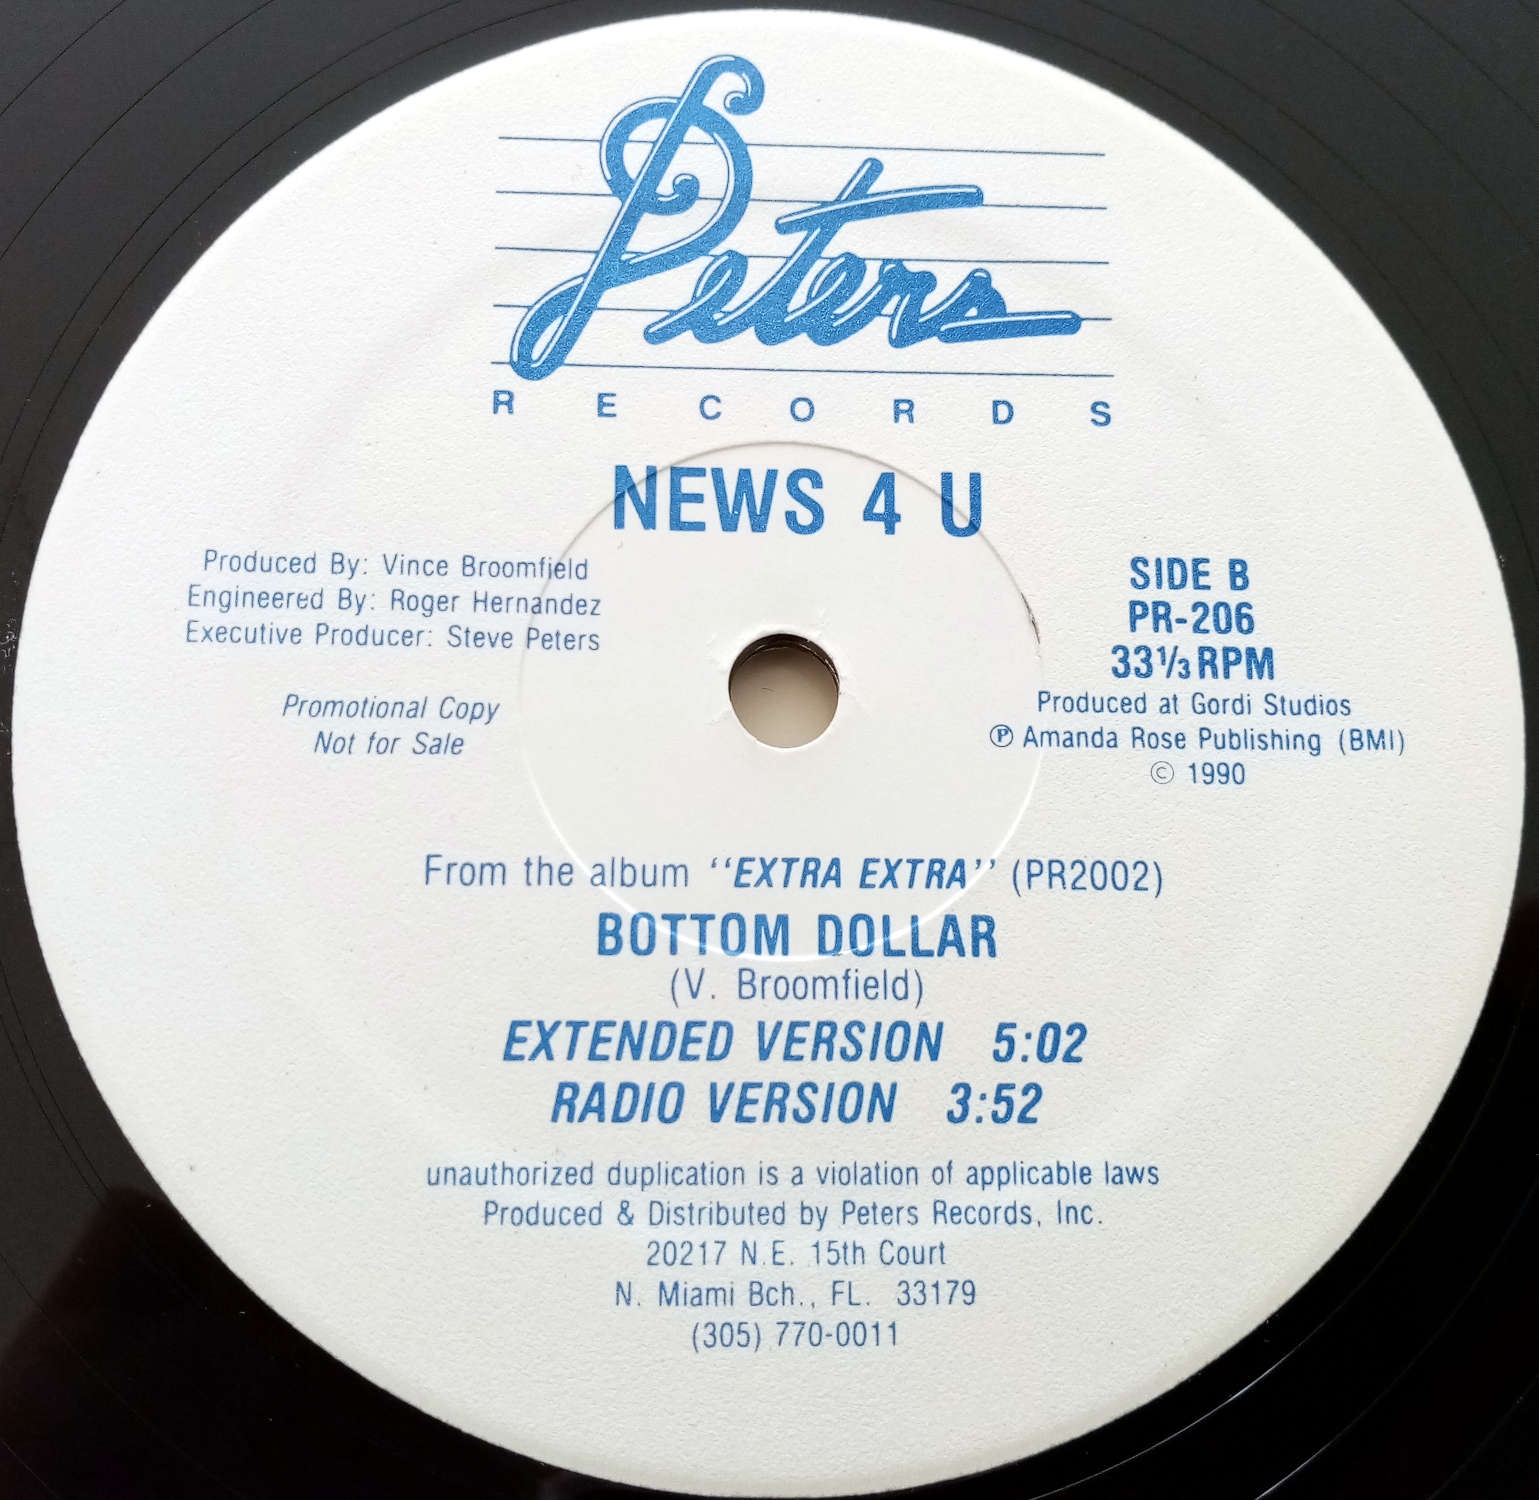 Peters
RECORDS
NEWS 4 U
Produced By: Vince Broomfield
Engineered By: Roger Hernandez
Executive Producer: Steve Peters
Promotional Copy
Not for Sale
SIDE B
PR-206
33⅓ RPM
Produced at Gordi Studios
℗ Amanda Rose Publishing (BMI)
© 1990
From the album "EXTRA EXTRA" (PR2002)
BOTTOM DOLLAR
(V. Broomfield)
EXTENDED VERSION 5:02
RADIO VERSION 3:52
unauthorized duplication is a violation of applicable laws
Produced & Distributed by Peters Records, Inc.
20217 N.E. 15th Court
N. Miami Bch., FL. 33179
(305) 770-0011